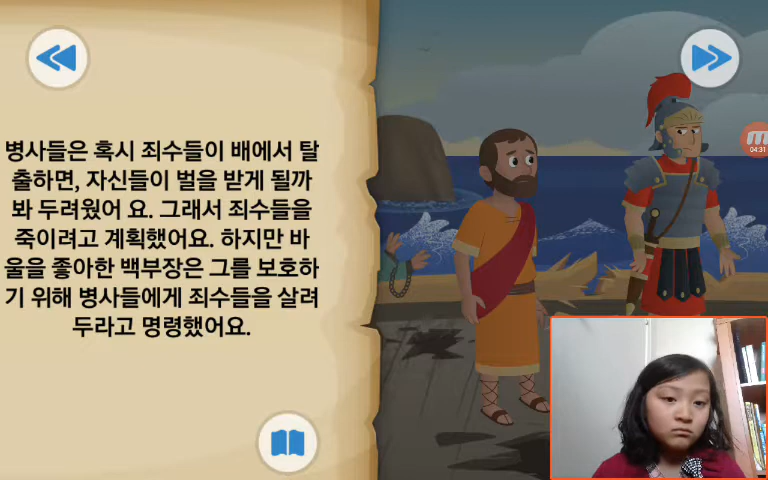 병사들은 혹시 죄수들이 배에서 탈
출하면, 자신들이 벌을 받게 될까
봐 두려웠어 요. 그래서 죄수들을
죽이려고 계획했어요. 하지만 바
울을 좋아한 백부장은 그를 보호하
기 위해 병사들에게 죄수들을 살려
두라고 명령했어요.
04:31